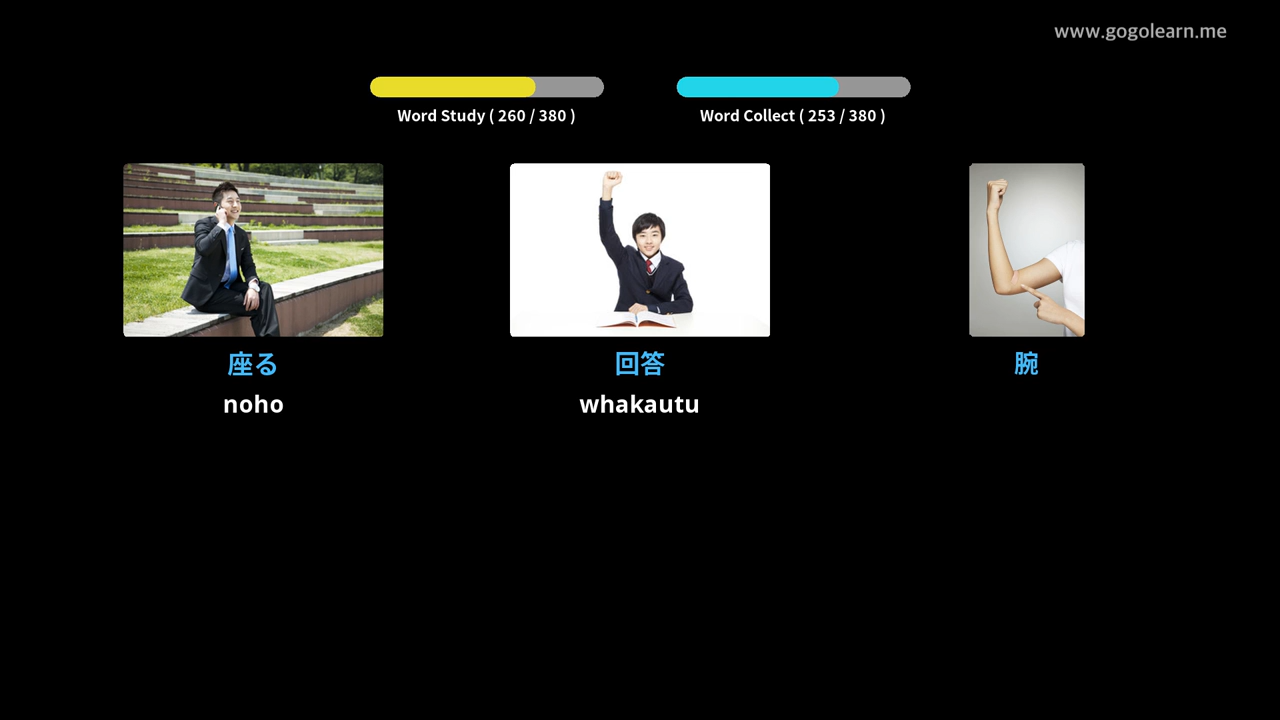 www.gogolearn.me
Word Study ( 260 / 380 )
Word Collect ( 253 / 380 )
座る
noho
回答
whakautu
腕